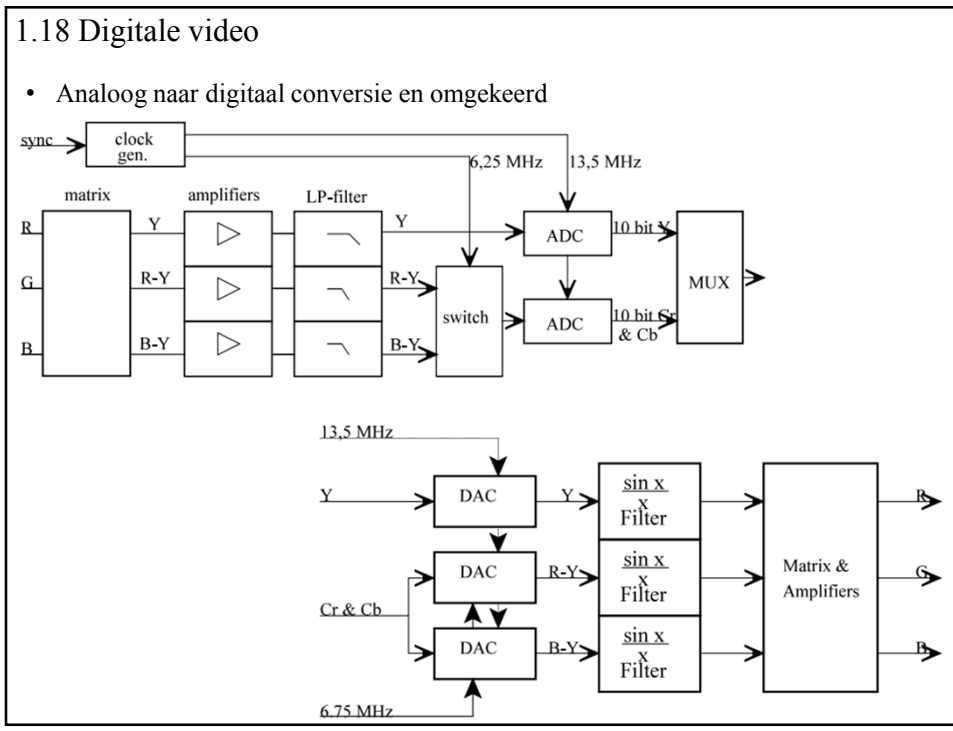 1.18 Digitale video
• Analoog naar digitaal conversie en omgekeerd
sync
clock
gen.
6,25 MHz
13,5 MHz
matrix
amplifiers
LP-filter
R
G
B
Y
R-Y
B-Y
Y
R-Y
B-Y
switch
ADC
ADC
10 bit Y
10 bit Cr
& Cb
MUX
13,5 MHz
Y
DAC
Y
sin x
x
Filter
Cr & Cb
DAC
R-Y
sin x
x
Filter
DAC
B-Y
sin x
x
Filter
6.75 MHz
Matrix &
Amplifiers
R
G
B